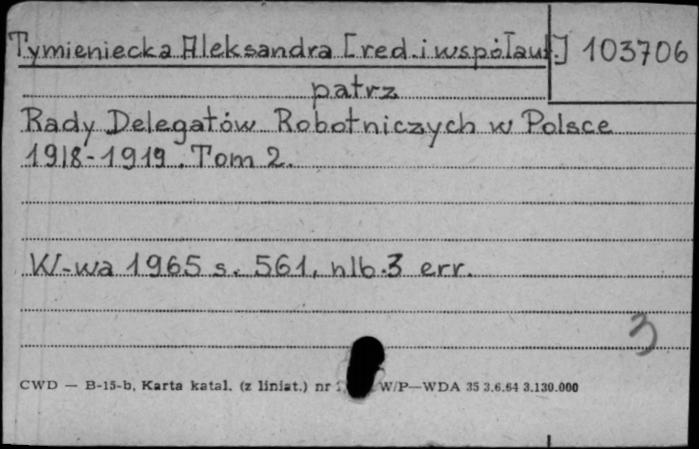 Tymieniecka Aleksandra [red. i współaut.] 103706
patrz
Rady Delegatów Robotniczych w Polsce
1918-1919. Tom 2.
W-wa 1965 s. 561, nlb. 3 err.
3
CWD — B-15-b, Karta katal. (z liniat.) nr W/P—WDA 35 3.6.64 3.130.000